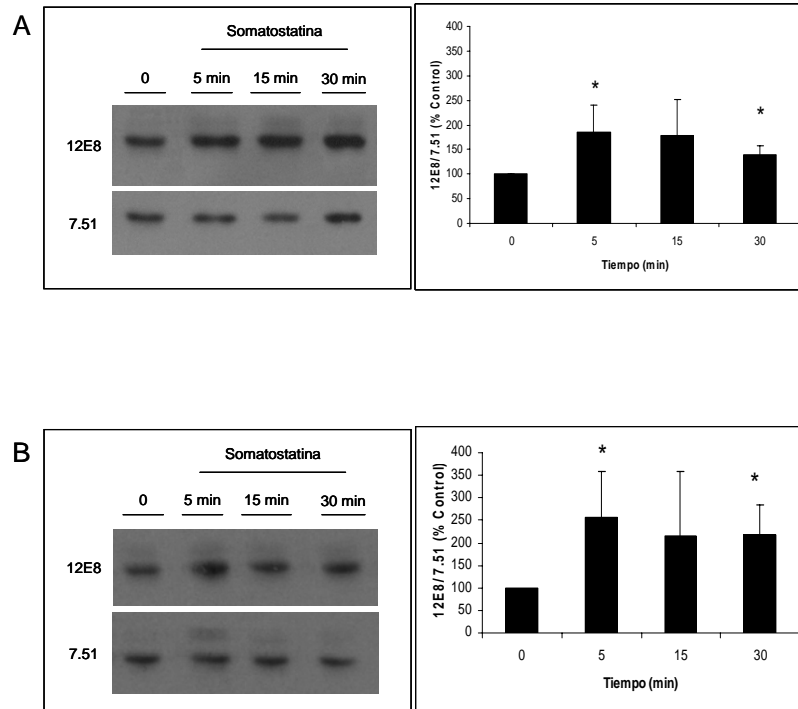 A
Somatostatina
0 5 min 15 min 30 min
12E8
7.51
12E8/7.51 (% Control)
400
350
300
250
200
150
100
50
0
* *
0 5 15 30
Tiempo (min)
B
Somatostatina
0 5 min 15 min 30 min
12E8
7.51
12E8/7.51 (% Control)
400
350
300
250
200
150
100
50
0
* *
0 5 15 30
Tiempo (min)